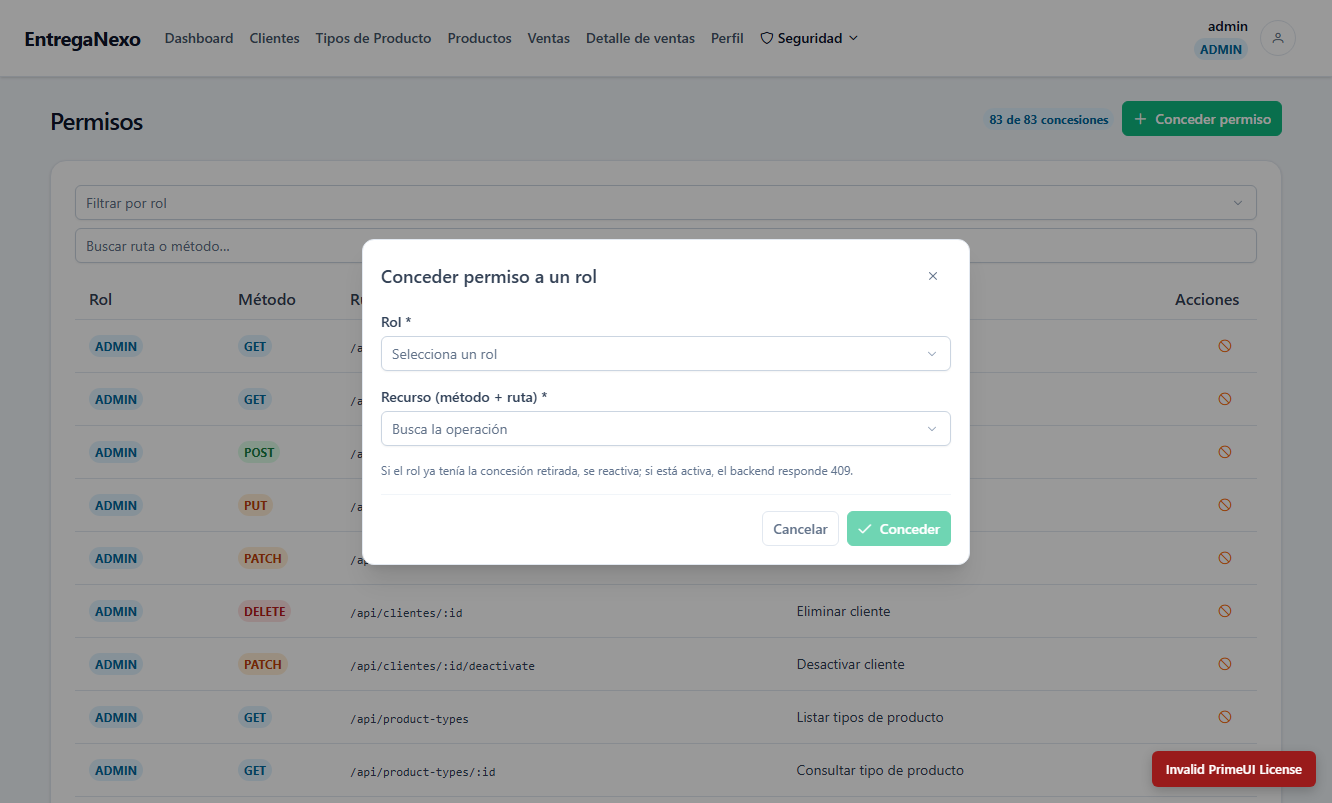 EntregaNexo Dashboard Clientes Tipos de Producto Productos Ventas Detalle de ventas Perfil Seguridad admin
ADMIN
Permisos 83 de 83 concesiones Conceder permiso
Filtrar por rol
Buscar ruta o método...
Conceder permiso a un rol
Rol *
Selecciona un rol
Recurso (método + ruta) *
Busca la operación
Si el rol ya tenía la concesión retirada, se reactiva; si está activa, el backend responde 409.
Cancelar Conceder
Rol Método Acciones
ADMIN GET
ADMIN GET
ADMIN POST
ADMIN PUT
ADMIN PATCH
ADMIN DELETE /api/clientes/:id Eliminar cliente
ADMIN PATCH /api/clientes/:id/deactivate Desactivar cliente
ADMIN GET /api/product-types Listar tipos de producto
ADMIN GET /api/product-types/:id Consultar tipo de producto
Invalid PrimeUI License